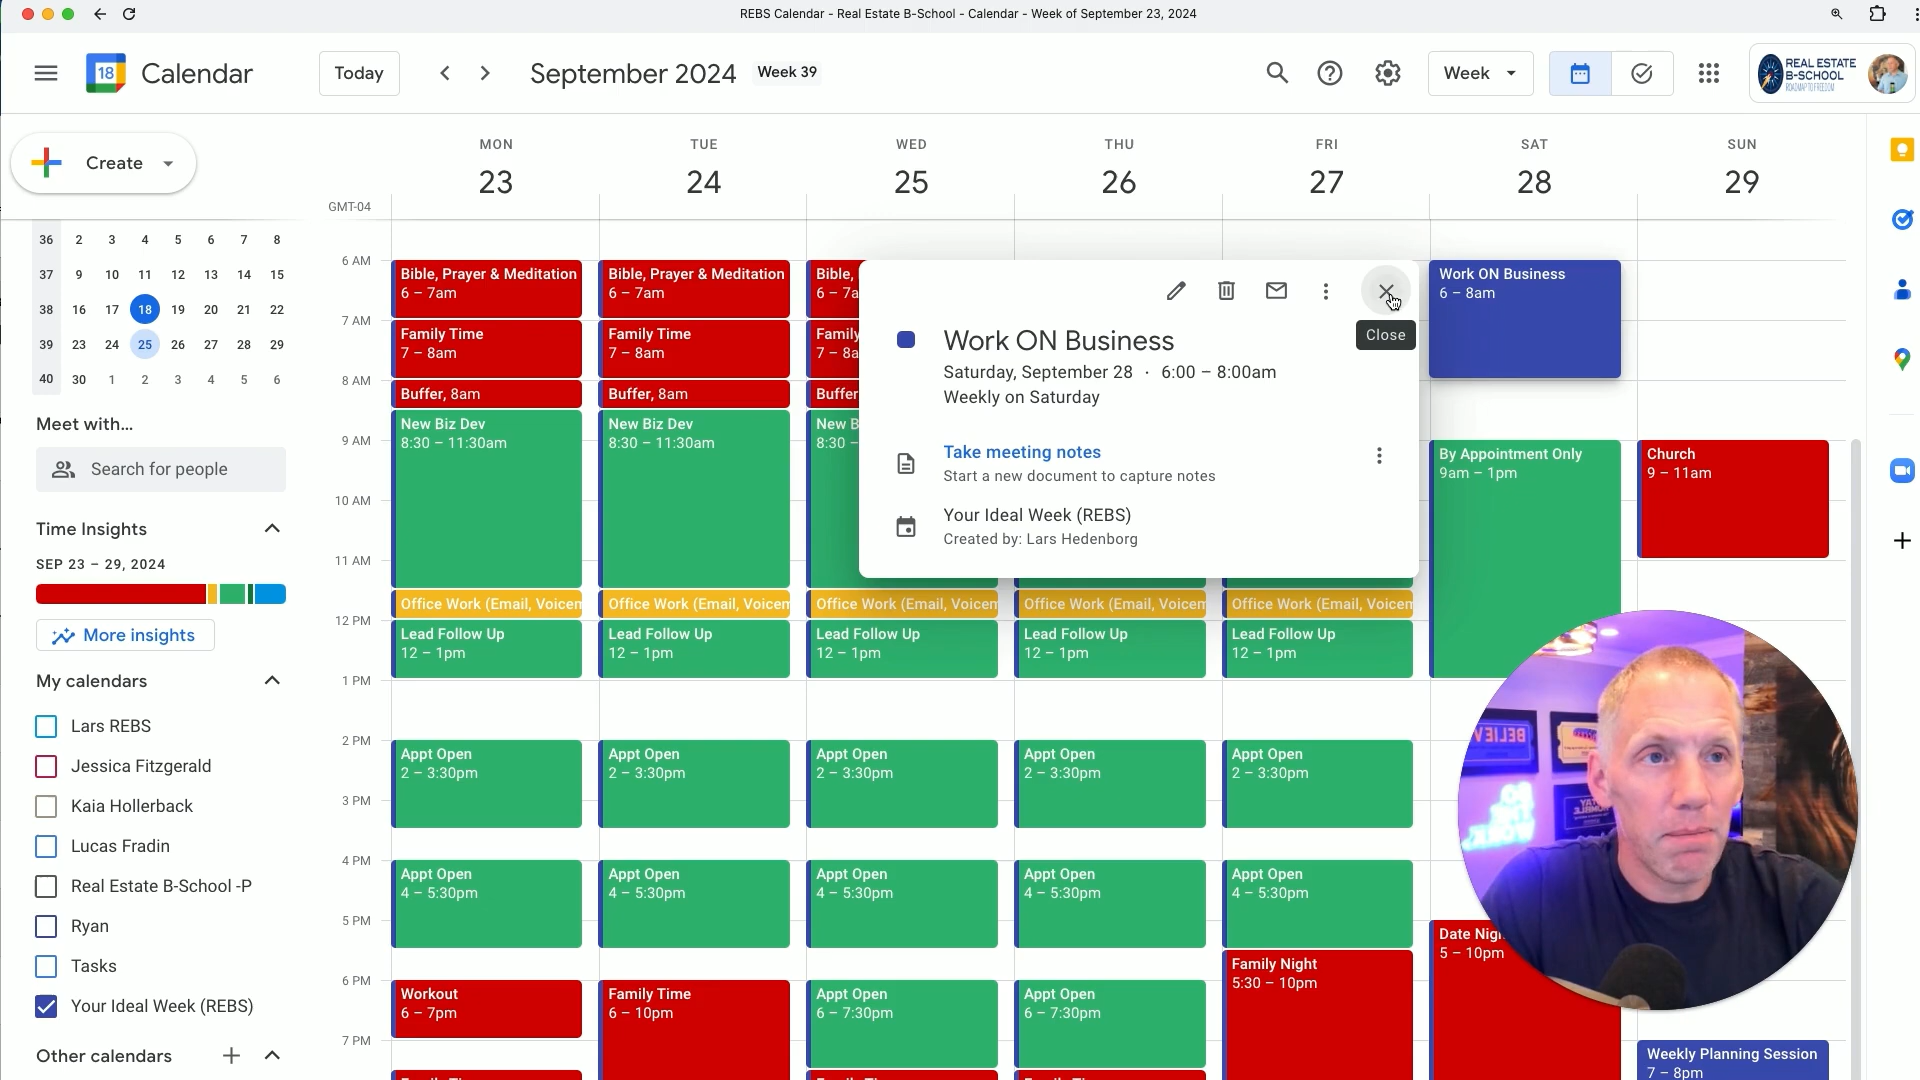 REBS Calendar - Real Estate B-School - Calendar - Week of September 23, 2024
18
Calendar
Today
September 2024
Week 39
Week
REAL ESTATE
B-SCHOOL
ROADMAP TO FREEDOM
Create
36 2 3 4 5 6 7 8
37 9 10 11 12 13 14 15
38 16 17 18 19 20 21 22
39 23 24 25 26 27 28 29
40 30 1 2 3 4 5 6
Meet with...
Search for people
Time Insights
SEP 23 – 29, 2024
More insights
My calendars
Lars REBS
Jessica Fitzgerald
Kaia Hollerback
Lucas Fradin
Real Estate B-School -P
Ryan
Tasks
Your Ideal Week (REBS)
Other calendars
GMT-04
6 AM
7 AM
8 AM
9 AM
10 AM
11 AM
12 PM
1 PM
2 PM
3 PM
4 PM
5 PM
6 PM
7 PM
MON
23
Bible, Prayer & Meditation
6 – 7am
Family Time
7 – 8am
Buffer, 8am
New Biz Dev
8:30 – 11:30am
Office Work (Email, Voicem
Lead Follow Up
12 – 1pm
Appt Open
2 – 3:30pm
Appt Open
4 – 5:30pm
Workout
6 – 7pm
TUE
24
Bible, Prayer & Meditation
6 – 7am
Family Time
7 – 8am
Buffer, 8am
New Biz Dev
8:30 – 11:30am
Office Work (Email, Voicem
Lead Follow Up
12 – 1pm
Appt Open
2 – 3:30pm
Appt Open
4 – 5:30pm
Family Time
6 – 10pm
WED
25
Bible,
6 – 7a
Family
7 – 8a
Buffer
New B
8:30 –
Office Work (Email, Voicem
Lead Follow Up
12 – 1pm
Appt Open
2 – 3:30pm
Appt Open
4 – 5:30pm
Appt Open
6 – 7:30pm
THU
26
Office Work (Email, Voicem
Lead Follow Up
12 – 1pm
Appt Open
2 – 3:30pm
Appt Open
4 – 5:30pm
Appt Open
6 – 7:30pm
FRI
27
Office Work (Email, Voicem
Lead Follow Up
12 – 1pm
Appt Open
2 – 3:30pm
Appt Open
4 – 5:30pm
Family Night
5:30 – 10pm
SAT
28
Work ON Business
6 – 8am
By Appointment Only
9am – 1pm
Date Nigh
5 – 10pm
SUN
29
Church
9 – 11am
Weekly Planning Session
7 – 8pm
Close
Work ON Business
Saturday, September 28 · 6:00 – 8:00am
Weekly on Saturday
Take meeting notes
Start a new document to capture notes
Your Ideal Week (REBS)
Created by: Lars Hedenborg
BELIEV